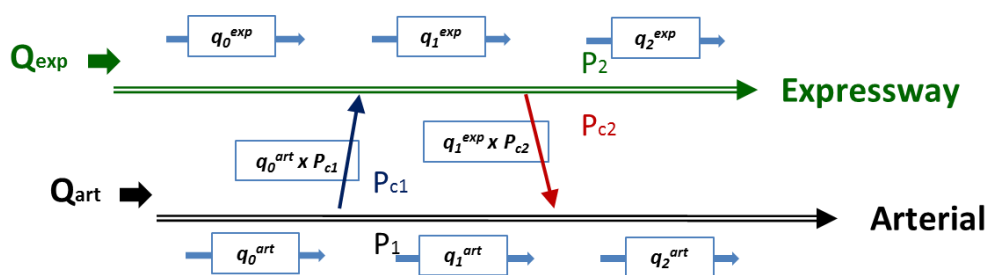 q₀ᵉˣᵖ
q₁ᵉˣᵖ
q₂ᵉˣᵖ
Qexp
P₂
Expressway
q₀ᵃʳᵗ x Pc1
q₁ᵉˣᵖ x Pc2
Pc2
Qart
Pc1
Arterial
q₀ᵃʳᵗ
P₁
q₁ᵃʳᵗ
q₂ᵃʳᵗ